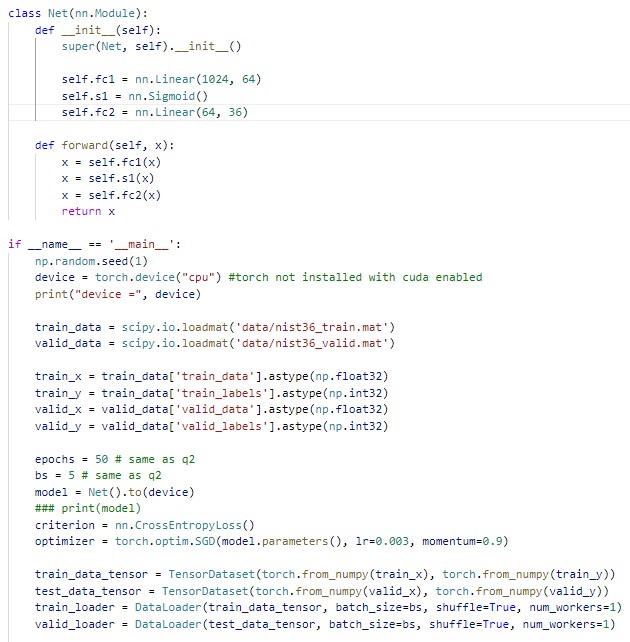 class Net(nn.Module):
    def __init__(self):
        super(Net, self).__init__()

        self.fc1 = nn.Linear(1024, 64)
        self.s1 = nn.Sigmoid()
        self.fc2 = nn.Linear(64, 36)

    def forward(self, x):
        x = self.fc1(x)
        x = self.s1(x)
        x = self.fc2(x)
        return x

if __name__ == '__main__':
    np.random.seed(1)
    device = torch.device("cpu") #torch not installed with cuda enabled
    print("device =", device)

    train_data = scipy.io.loadmat('data/nist36_train.mat')
    valid_data = scipy.io.loadmat('data/nist36_valid.mat')

    train_x = train_data['train_data'].astype(np.float32)
    train_y = train_data['train_labels'].astype(np.int32)
    valid_x = valid_data['valid_data'].astype(np.float32)
    valid_y = valid_data['valid_labels'].astype(np.int32)

    epochs = 50 # same as q2
    bs = 5 # same as q2
    model = Net().to(device)
    ### print(model)
    criterion = nn.CrossEntropyLoss()
    optimizer = torch.optim.SGD(model.parameters(), lr=0.003, momentum=0.9)

    train_data_tensor = TensorDataset(torch.from_numpy(train_x), torch.from_numpy(train_y))
    test_data_tensor = TensorDataset(torch.from_numpy(valid_x), torch.from_numpy(valid_y))
    train_loader = DataLoader(train_data_tensor, batch_size=bs, shuffle=True, num_workers=1)
    valid_loader = DataLoader(test_data_tensor, batch_size=bs, shuffle=True, num_workers=1)